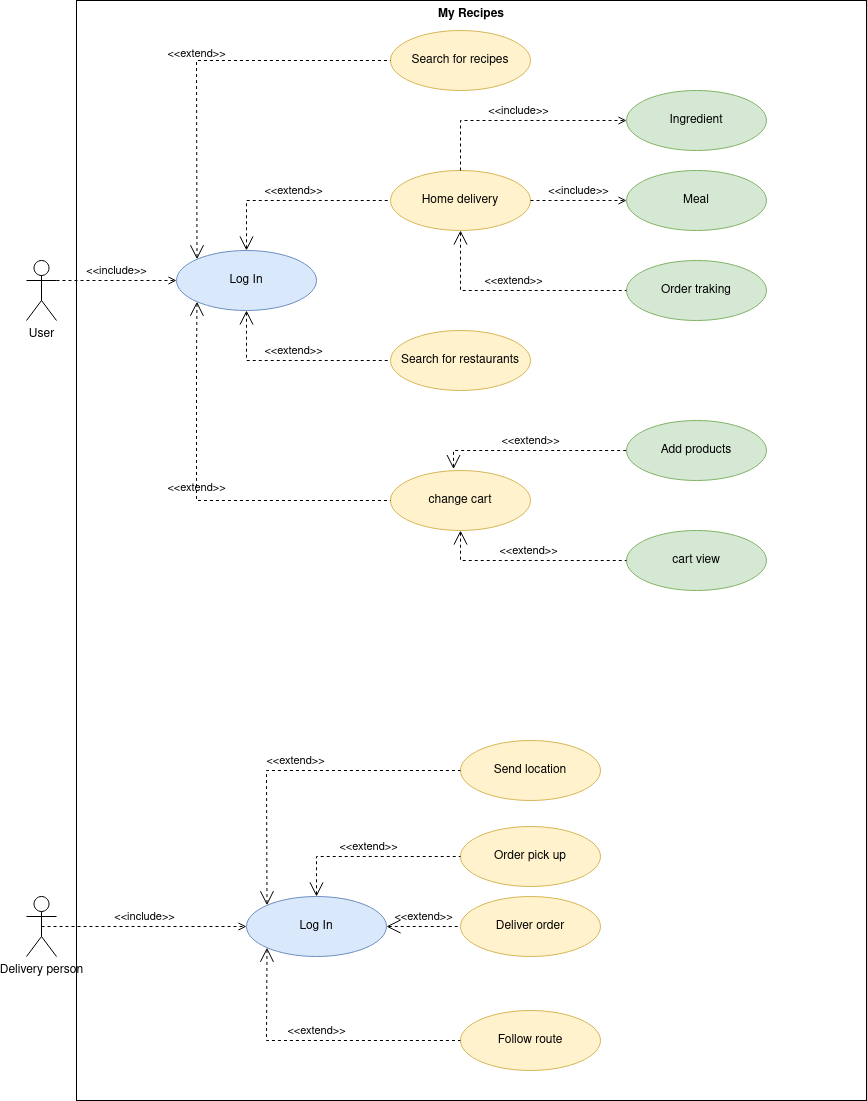 My Recipes
<<extend>>
Search for recipes
<<include>>
Ingredient
<<extend>>
Home delivery
<<include>>
Meal
<<include>>
Log In
<<extend>>
Order traking
User
<<extend>>
Search for restaurants
<<extend>>
Add products
<<extend>>
change cart
<<extend>>
cart view
<<extend>>
Send location
<<extend>>
Order pick up
<<include>>
Log In
<<extend>>
Deliver order
Delivery person
<<extend>>
Follow route